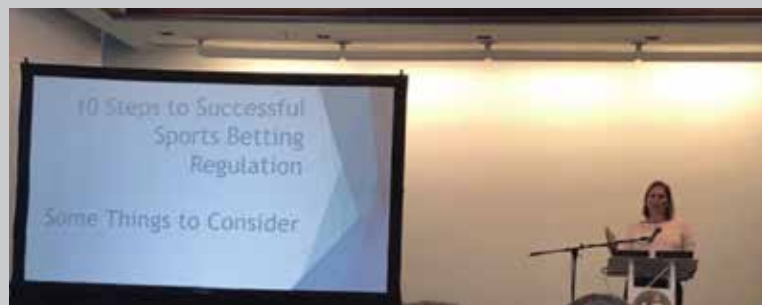 10 Steps to Successful
Sports Betting
Regulation
Some Things to Consider